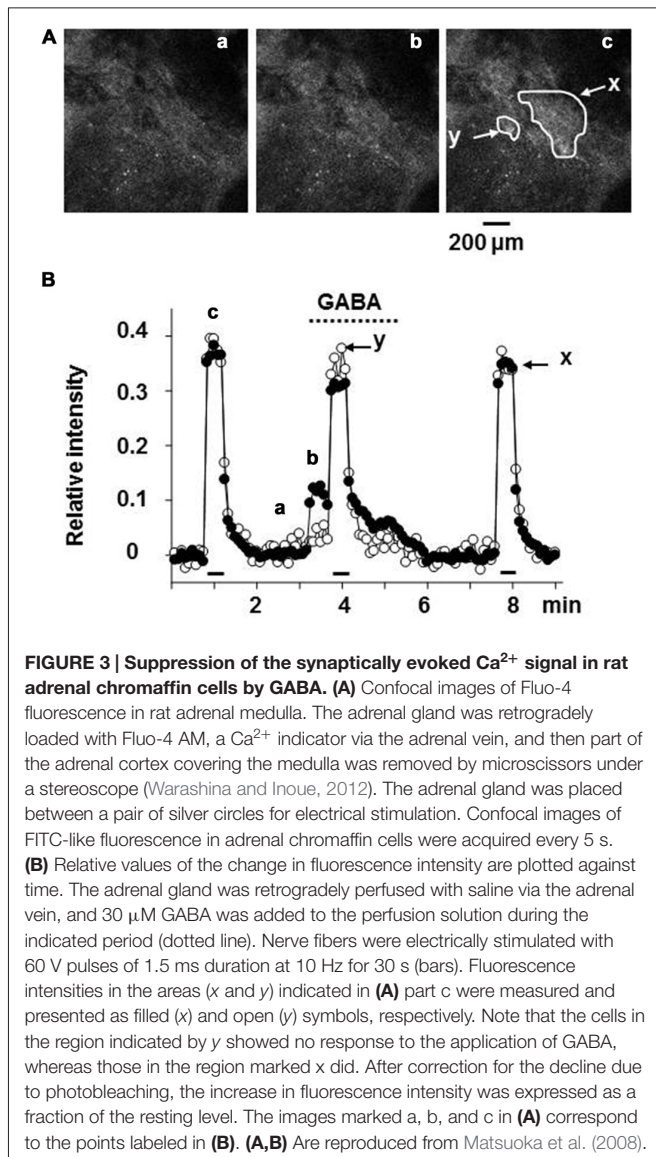 A
a
b
c
x
y
200 µm
B
GABA
c
0.4
y
x
0.3
Relative intensity
0.2
b
0.1
a
0
2
4
6
8
min
FIGURE 3 | Suppression of the synaptically evoked Ca2+ signal in rat
adrenal chromaffin cells by GABA. (A) Confocal images of Fluo-4
fluorescence in rat adrenal medulla. The adrenal gland was retrogradely
loaded with Fluo-4 AM, a Ca2+ indicator via the adrenal vein, and then part of
the adrenal cortex covering the medulla was removed by microscissors under
a stereoscope (Warashina and Inoue, 2012). The adrenal gland was placed
between a pair of silver circles for electrical stimulation. Confocal images of
FITC-like fluorescence in adrenal chromaffin cells were acquired every 5 s.
(B) Relative values of the change in fluorescence intensity are plotted against
time. The adrenal gland was retrogradely perfused with saline via the adrenal
vein, and 30 µM GABA was added to the perfusion solution during the
indicated period (dotted line). Nerve fibers were electrically stimulated with
60 V pulses of 1.5 ms duration at 10 Hz for 30 s (bars). Fluorescence
intensities in the areas (x and y) indicated in (A) part c were measured and
presented as filled (x) and open (y) symbols, respectively. Note that the cells in
the region indicated by y showed no response to the application of GABA,
whereas those in the region marked x did. After correction for the decline due
to photobleaching, the increase in fluorescence intensity was expressed as a
fraction of the resting level. The images marked a, b, and c in (A) correspond
to the points labeled in (B). (A,B) Are reproduced from Matsuoka et al. (2008).